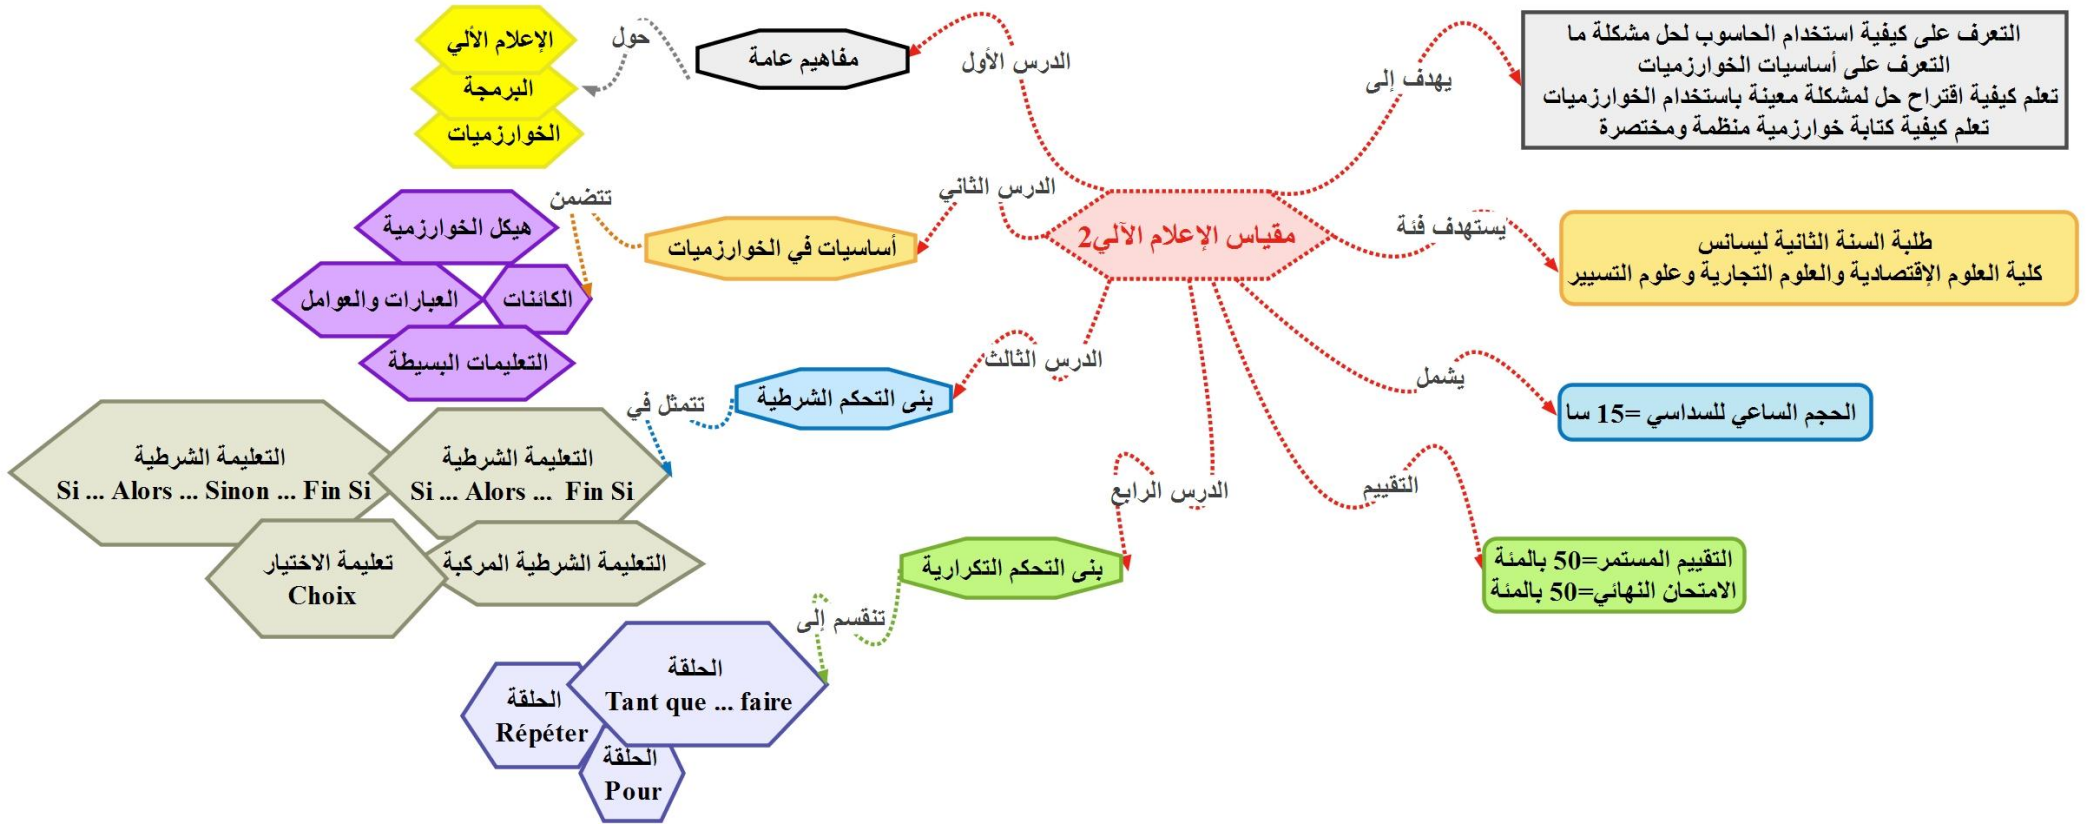 مقياس الإعلام الآلي2
يهدف إلى
التعرف على كيفية استخدام الحاسوب لحل مشكلة ما
التعرف على أساسيات الخوارزميات
تعلم كيفية اقتراح حل لمشكلة معينة باستخدام الخوارزميات
تعلم كيفية كتابة خوارزمية منظمة ومختصرة
يستهدف فئة
طلبة السنة الثانية ليسانس
كلية العلوم الإقتصادية والعلوم التجارية وعلوم التسيير
يشمل
الحجم الساعي للسداسي =15 سا
التقييم
التقييم المستمر=50 بالمئة
الامتحان النهائي=50 بالمئة
الدرس الأول
مفاهيم عامة
حول
الإعلام الألي
البرمجة
الخوارزميات
الدرس الثاني
أساسيات في الخوارزميات
تتضمن
هيكل الخوارزمية
الكائنات
العبارات والعوامل
التعليمات البسيطة
الدرس الثالث
بنى التحكم الشرطية
تتمثل في
التعليمة الشرطية
Si ... Alors ... Fin Si
التعليمة الشرطية
Si ... Alors ... Sinon ... Fin Si
التعليمة الشرطية المركبة
تعليمة الاختيار
Choix
الدرس الرابع
بنى التحكم التكرارية
تنقسم إلى
الحلقة
Tant que ... faire
الحلقة
Répéter
الحلقة
Pour